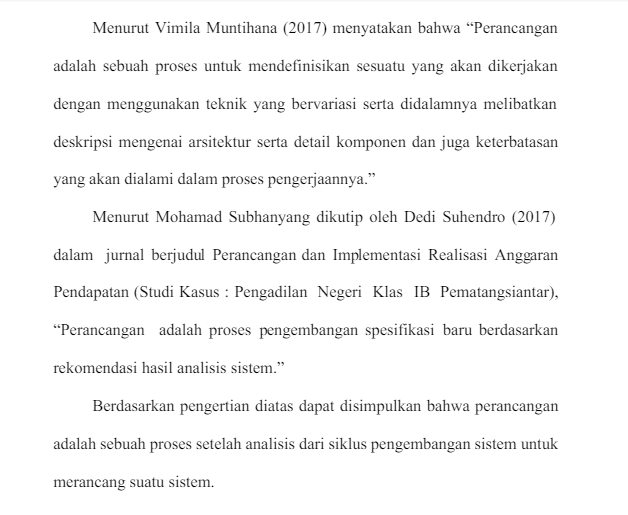 Menurut Vimila Muntihana (2017) menyatakan bahwa “Perancangan
adalah sebuah proses untuk mendefinisikan sesuatu yang akan dikerjakan
dengan menggunakan teknik yang bervariasi serta didalamnya melibatkan
deskripsi mengenai arsitektur serta detail komponen dan juga keterbatasan
yang akan dialami dalam proses pengerjaannya.”
Menurut Mohamad Subhanyang dikutip oleh Dedi Suhendro (2017)
dalam jurnal berjudul Perancangan dan Implementasi Realisasi Anggaran
Pendapatan (Studi Kasus : Pengadilan Negeri Klas IB Pematangsiantar),
“Perancangan adalah proses pengembangan spesifikasi baru berdasarkan
rekomendasi hasil analisis sistem.”
Berdasarkan pengertian diatas dapat disimpulkan bahwa perancangan
adalah sebuah proses setelah analisis dari siklus pengembangan sistem untuk
merancang suatu sistem.